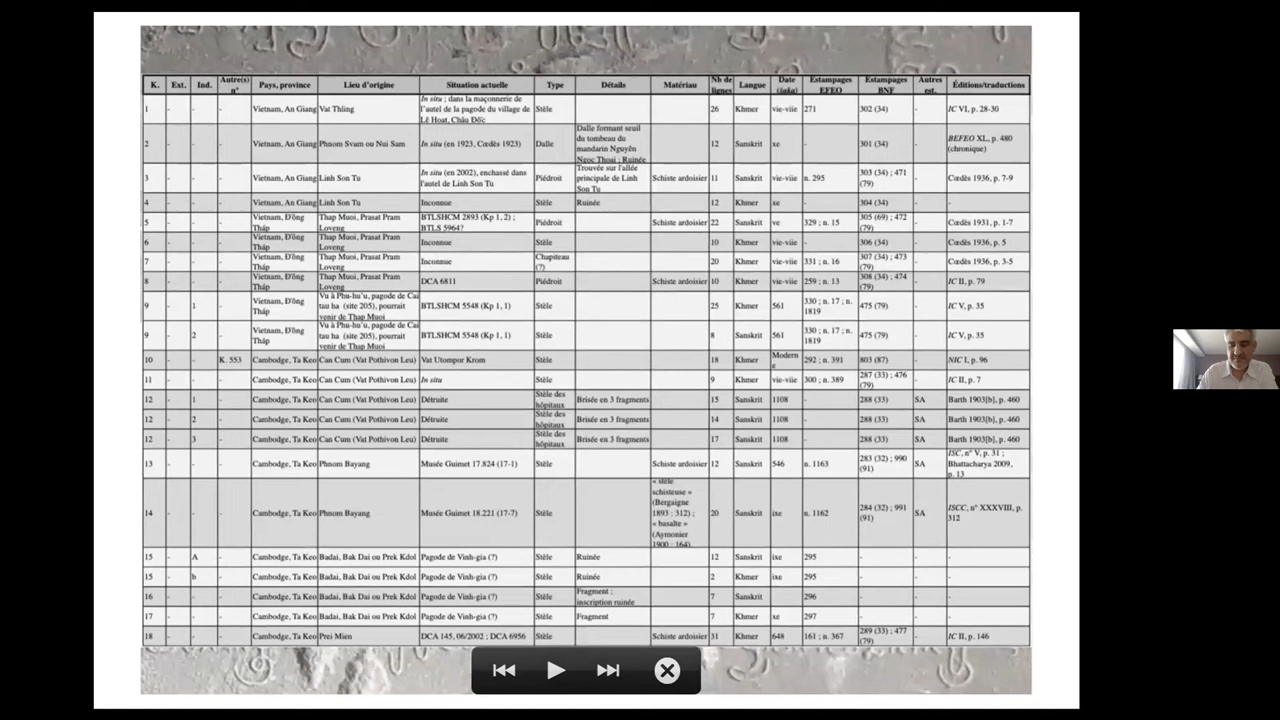 K. Ext. Ind. Autre(s) n° Pays, province Lieu d'origine Situation actuelle Type Détails Matériau Nb de lignes Langue Date (śaka) Estampages EFEO Estampages BNF Autres est. Éditions/traductions
1 - - - Vietnam, An Giang Vat Thling In situ ; dans la maçonnerie de l'autel de la pagode du village de Lê Hoat, Châu Đốc Stèle 26 Khmer vie-viie 271 302 (34) - IC VI, p. 28-30
2 - - - Vietnam, An Giang Phnom Svam ou Nui Sam In situ (en 1923, Cœdès 1923) Dalle Dalle formant seuil du tombeau du mandarin Nguyên Ngoc Thoai ; Ruinée 12 Sanskrit xe - 301 (34) - BEFEO XL, p. 480 (chronique)
3 - - - Vietnam, An Giang Linh Son Tu In situ (en 2002), enchassé dans l'autel de Linh Son Tu Piédroit Trouvée sur l'allée principale de Linh Son Tu Schiste ardoisier 11 Sanskrit vie-viie n. 295 303 (34) ; 471 (79) - Cœdès 1936, p. 7-9
4 - - - Vietnam, An Giang Linh Son Tu Inconnue Stèle Ruinée 12 Khmer xe - 304 (34) - -
5 - - - Vietnam, Đồng Tháp Thap Muoi, Prasat Pram Loveng BTLSHCM 2893 (Kp 1, 2) ; BTLS 5964? Piédroit Schiste ardoisier 22 Sanskrit ve 329 ; n. 15 305 (69) ; 472 (79) - Cœdès 1931, p. 1-7
6 - - - Vietnam, Đồng Tháp Thap Muoi, Prasat Pram Loveng Inconnue Stèle 10 Khmer vie-viie - 306 (34) - Cœdès 1936, p. 5
7 - - - Vietnam, Đồng Tháp Thap Muoi, Prasat Pram Loveng Inconnue Chapiteau (?) 20 Khmer vie-viie 331 ; n. 16 307 (34) ; 473 (79) - Cœdès 1936, p. 3-5
8 - - - Vietnam, Đồng Tháp Thap Muoi, Prasat Pram Loveng DCA 6811 Piédroit Schiste ardoisier 10 Khmer vie-viie 259 ; n. 13 308 (34) ; 474 (79) - IC II, p. 79
9 - 1 - Vietnam, Đồng Tháp Vu à Phu-hu'u, pagode de Cai tau ha (site 205), pourrait venir de Thap Muoi BTLSHCM 5548 (Kp 1, 1) Stèle 25 Khmer 561 330 ; n. 17 ; n. 1819 475 (79) - IC V, p. 35
9 - 2 - Vietnam, Đồng Tháp Vu à Phu-hu'u, pagode de Cai tau ha (site 205), pourrait venir de Thap Muoi BTLSHCM 5548 (Kp 1, 1) Stèle 8 Sanskrit 561 330 ; n. 17 ; n. 1819 475 (79) - IC V, p. 35
10 - - K. 553 Cambodge, Ta Keo Can Cum (Vat Pothivon Leu) Vat Utompor Krom Stèle 18 Khmer Moderne 292 ; n. 391 803 (87) - NIC I, p. 96
11 - - - Cambodge, Ta Keo Can Cum (Vat Pothivon Leu) In situ Stèle 9 Khmer vie-viie 300 ; n. 389 287 (33) ; 476 (79) - IC II, p. 7
12 - 1 - Cambodge, Ta Keo Can Cum (Vat Pothivon Leu) Détruite Stèle des hôpitaux Brisée en 3 fragments 15 Sanskrit 1108 - 288 (33) SA Barth 1903[b], p. 460
12 - 2 - Cambodge, Ta Keo Can Cum (Vat Pothivon Leu) Détruite Stèle des hôpitaux Brisée en 3 fragments 14 Sanskrit 1108 - 288 (33) SA Barth 1903[b], p. 460
12 - 3 - Cambodge, Ta Keo Can Cum (Vat Pothivon Leu) Détruite Stèle des hôpitaux Brisée en 3 fragments 17 Sanskrit 1108 - 288 (33) SA Barth 1903[b], p. 460
13 - - - Cambodge, Ta Keo Phnom Bayang Musée Guimet 17.824 (17-1) Stèle Schiste ardoisier 12 Sanskrit 546 n. 1163 283 (32) ; 990 (91) SA ISC, n° V, p. 31 ; Bhattacharya 2009, p. 13
14 - - - Cambodge, Ta Keo Phnom Bayang Musée Guimet 18.221 (17-7) Stèle « stèle schisteuse » (Bergaigne 1893 : 312) ; « basalte » (Aymonier 1900 : 164). 20 Sanskrit ixe n. 1162 284 (32) ; 991 (91) SA ISCC, n° XXXVIII, p. 312
15 - A - Cambodge, Ta Keo Badai, Bak Dai ou Prek Kdol Pagode de Vinh-gia (?) Stèle Ruinée 12 Sanskrit ixe 295 - - -
15 - b - Cambodge, Ta Keo Badai, Bak Dai ou Prek Kdol Pagode de Vinh-gia (?) Stèle Ruinée 2 Khmer ixe 295 - - -
16 - - - Cambodge, Ta Keo Badai, Bak Dai ou Prek Kdol Pagode de Vinh-gia (?) Stèle Fragment ; inscription ruinée 7 Sanskrit 296 - - -
17 - - - Cambodge, Ta Keo Badai, Bak Dai ou Prek Kdol Pagode de Vinh-gia (?) Stèle Fragment 7 Khmer xe 297 - - -
18 - - - Cambodge, Ta Keo Prei Mien DCA 145, 06/2002 ; DCA 6956 Stèle Schiste ardoisier 31 Khmer 648 161 ; n. 367 289 (33) ; 477 (79) - IC II, p. 146